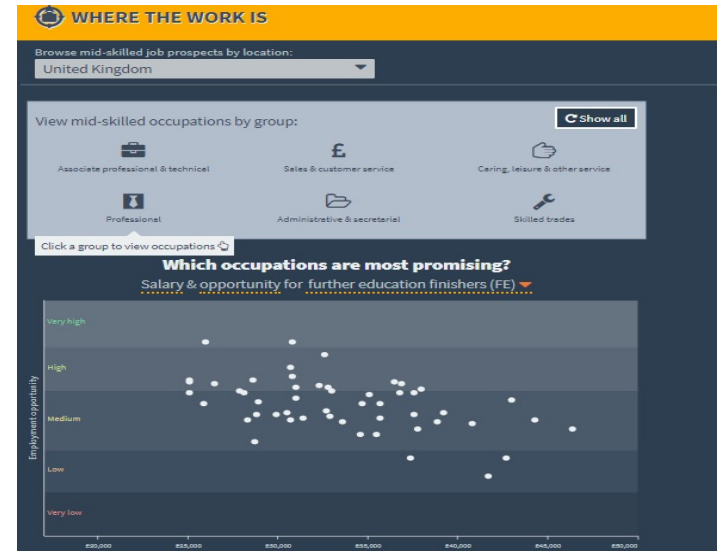 WHERE THE WORK IS
Browse mid-skilled job prospects by location:
United Kingdom
View mid-skilled occupations by group:
Show all
Associate professional & technical
Sales & customer service
Caring, leisure & other service
Professional
Administrative & secretarial
Skilled trades
Click a group to view occupations
Which occupations are most promising?
Salary & opportunity for further education finishers (FE)
Very high
High
Medium
Low
Very low
Employment opportunity
£20,000 £25,000 £30,000 £35,000 £40,000 £45,000 £50,000